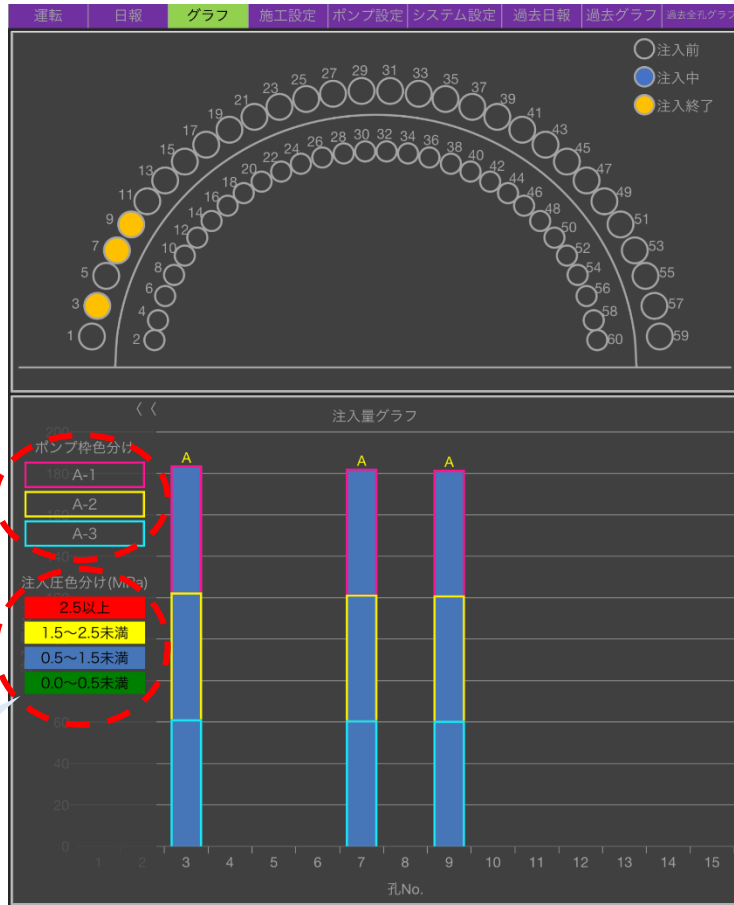 運転 日報 グラフ 施工設定 ポンプ設定 システム設定 過去日報 過去グラフ 過去全孔グラフ
注入前
注入中
注入終了
27 29 31 33
25 35
23 37
21 39
19 41
17 43
15 45
13 47
11 49
9 51
7 53
5 55
3 57
1 59
28 30 32 34
26 36
24 38
22 40
20 42
18 44
16 46
14 48
12 50
10 52
8 54
6 56
4 58
2 60
〈〈 注入量グラフ
200
ポンプ枠色分け
180 A-1
A-2
160
A-3
140
注入圧色分け(MPa)
2.5以上
1.5〜2.5未満
0.5〜1.5未満
0.0〜0.5未満
60
40
20
0
A A A
1 2 3 4 5 6 7 8 9 10 11 12 13 14 15
孔No.